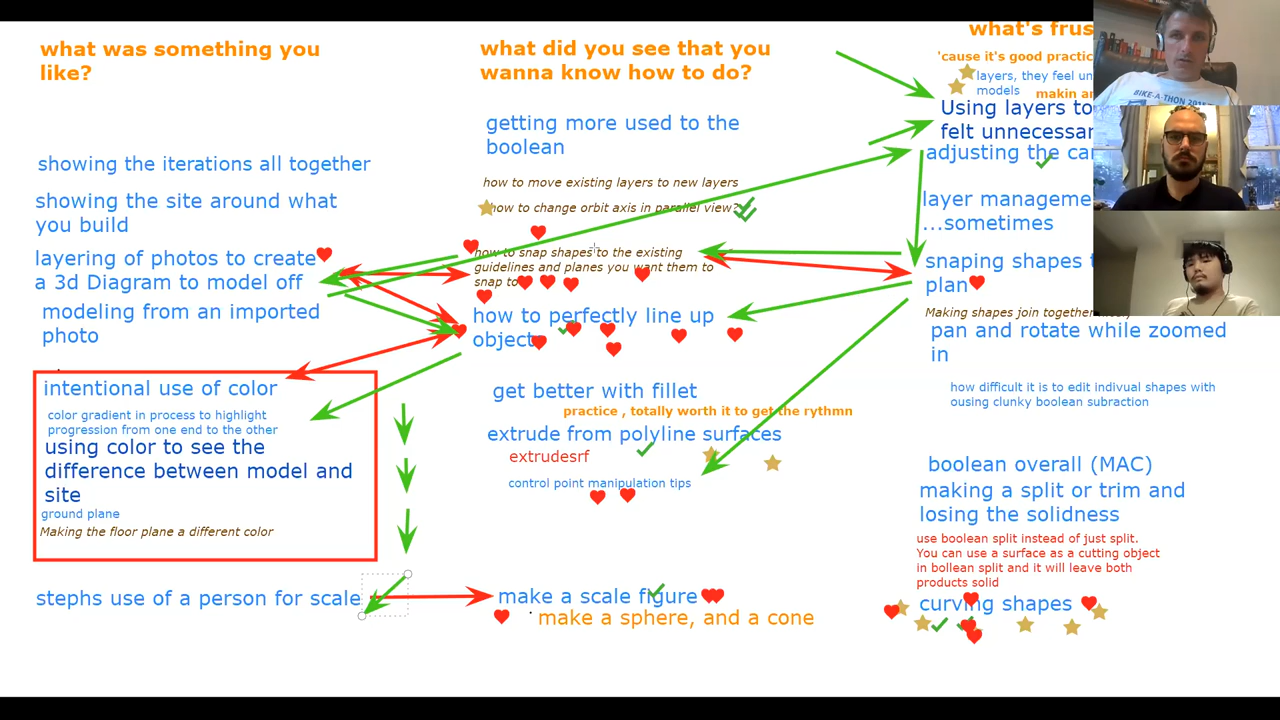 what was something you
like?
showing the iterations all together
showing the site around what
you build
layering of photos to create
a 3d Diagram to model off
modeling from an imported
photo
intentional use of color
color gradient in process to highlight
progression from one end to the other
using color to see the
difference between model and
site
ground plane
Making the floor plane a different color
stephs use of a person for scale
what did you see that you
wanna know how to do?
getting more used to the
boolean
how to move existing layers to new layers
how to change orbit axis in parallel view?
how to snap shapes to the existing
guidelines and planes you want them to
snap to
how to perfectly line up
objects
get better with fillet
practice , totally worth it to get the rythmn
extrude from polyline surfaces
extrudesrf
control point manipulation tips
make a scale figure
make a sphere, and a cone
what's frus
'cause it's good practic
layers, they feel un
models
makin ar
Using layers to
felt unnecessar
adjusting the ca
layer manageme
...sometimes
snaping shapes
plan
Making shapes join together
pan and rotate while zoomed
in
how difficult it is to edit indivual shapes with
ousing clunky boolean subraction
boolean overall (MAC)
making a split or trim and
losing the solidness
use boolean split instead of just split.
You can use a surface as a cutting object
in bollean split and it will leave both
products solid
curving shapes
BIKE-A-THON 201